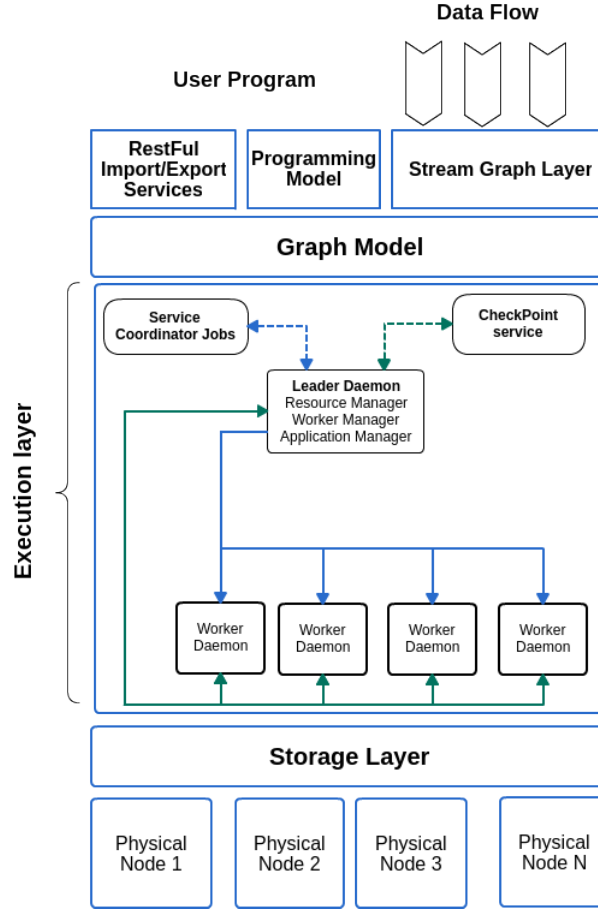 Data Flow
User Program
RestFul
Import/Export
Services
Programming
Model
Stream Graph Layer
Graph Model
Execution layer
Service
Coordinator Jobs
CheckPoint
service
Leader Daemon
Resource Manager
Worker Manager
Application Manager
Worker
Daemon
Worker
Daemon
Worker
Daemon
Worker
Daemon
Storage Layer
Physical
Node 1
Physical
Node 2
Physical
Node 3
Physical
Node N